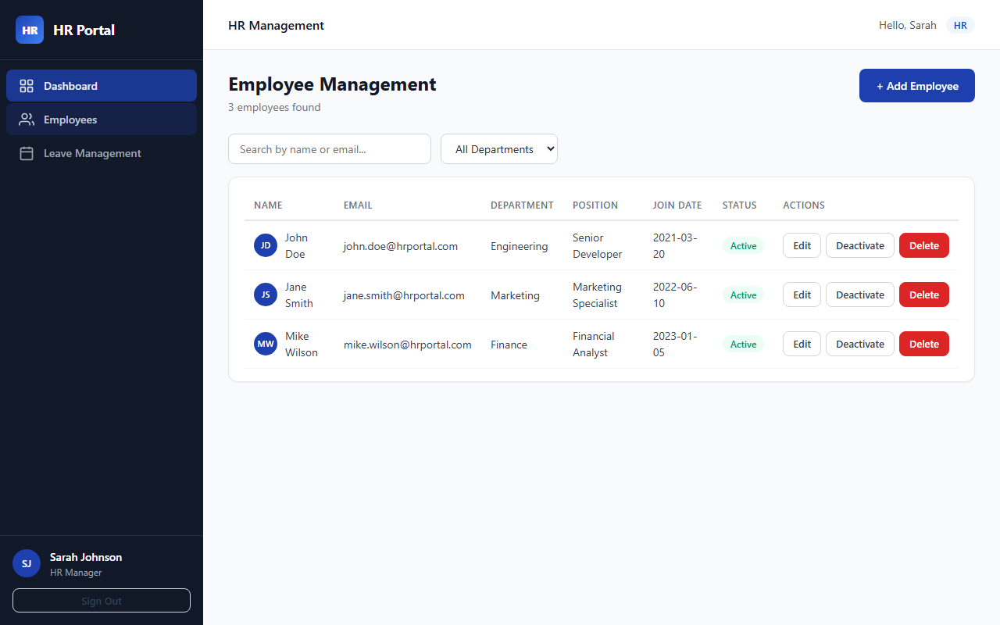 HR HR Portal
Dashboard
Employees
Leave Management
SJ Sarah Johnson
HR Manager
Sign Out
HR Management
Hello, Sarah HR
Employee Management
3 employees found
+ Add Employee
Search by name or email...
All Departments
NAME EMAIL DEPARTMENT POSITION JOIN DATE STATUS ACTIONS
JD John Doe john.doe@hrportal.com Engineering Senior Developer 2021-03-20 Active Edit Deactivate Delete
JS Jane Smith jane.smith@hrportal.com Marketing Marketing Specialist 2022-06-10 Active Edit Deactivate Delete
MW Mike Wilson mike.wilson@hrportal.com Finance Financial Analyst 2023-01-05 Active Edit Deactivate Delete